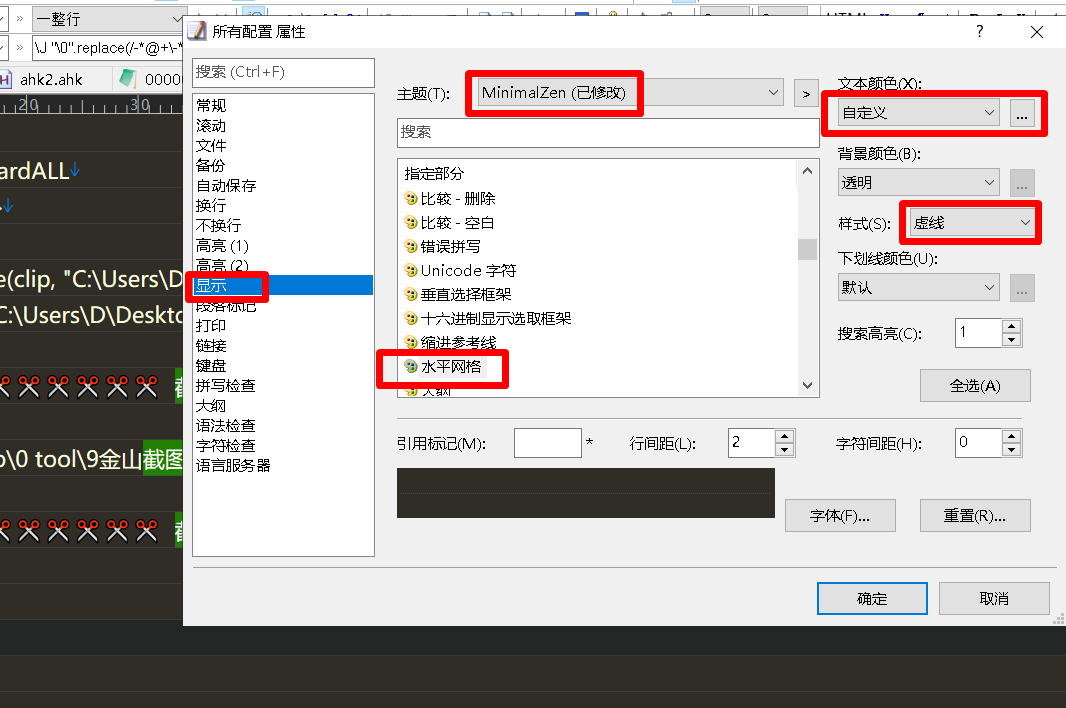 一整行
\J "\0".replace(/-*@+\-*
ahk2.ahk
0000
20
30
ardALL↓
↓
e(clip, "C:\Users\D
C:\Users\D\Deskto
\0 tool\9金山截图
所有配置 属性
?
搜索 (Ctrl+F)
常规
滚动
文件
备份
自动保存
换行
不换行
高亮 (1)
高亮 (2)
显示
段落标记
打印
链接
键盘
拼写检查
大纲
语法检查
字符检查
语言服务器
主题(T):
MinimalZen (已修改)
>
搜索
指定部分
比较 - 删除
比较 - 空白
错误拼写
Unicode 字符
垂直选择框架
十六进制显示选取框架
缩进参考线
水平网格
大纲
文本颜色(X):
自定义
...
背景颜色(B):
透明
...
样式(S):
虚线
下划线颜色(U):
默认
...
搜索高亮(C):
1
全选(A)
引用标记(M):
*
行间距(L):
2
字符间距(H):
0
字体(F)...
重置(R)...
确定
取消